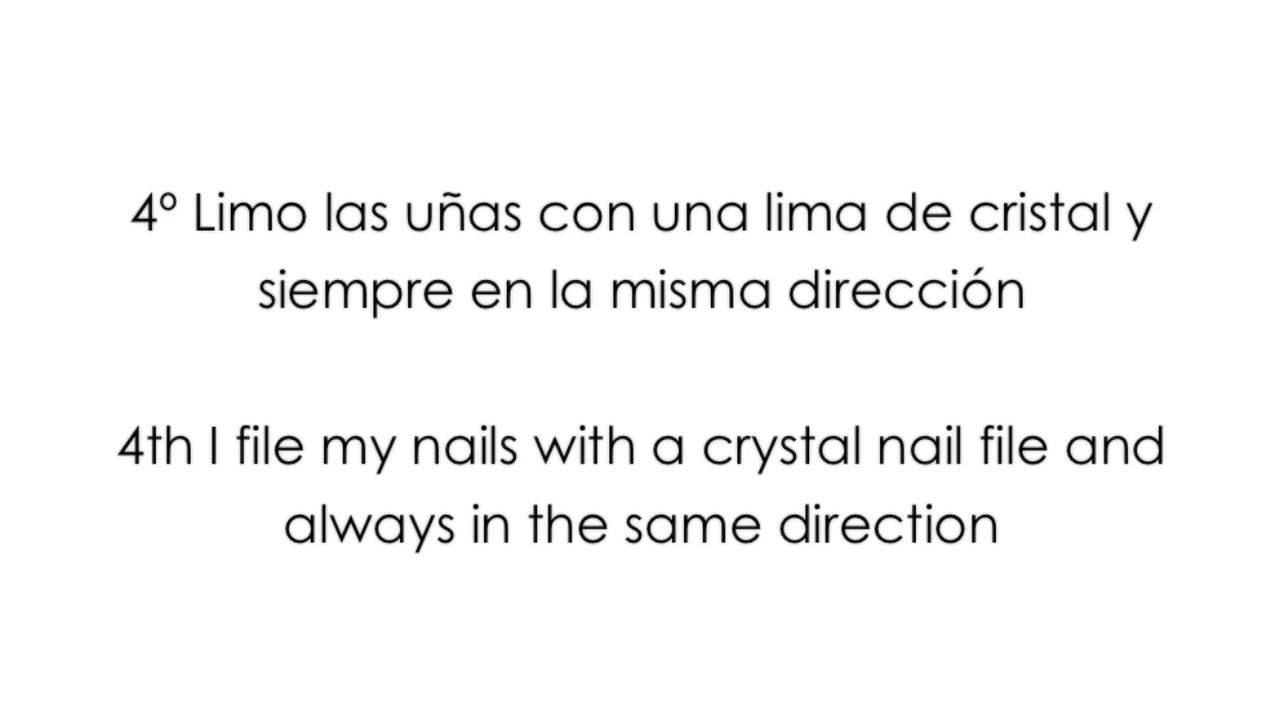 4º Limo las uñas con una lima de cristal y
siempre en la misma dirección
4th I file my nails with a crystal nail file and
always in the same direction